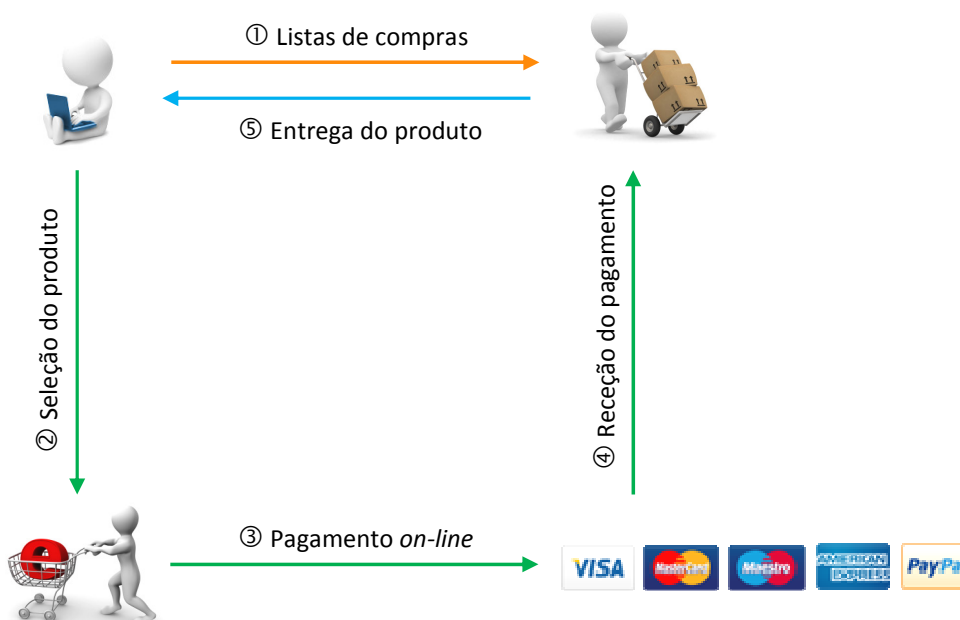 ① Listas de compras
⑤ Entrega do produto
② Seleção do produto
④ Receção do pagamento
③ Pagamento on-line
VISA
MasterCard
Maestro
AMERICAN
EXPRESS
PayPa